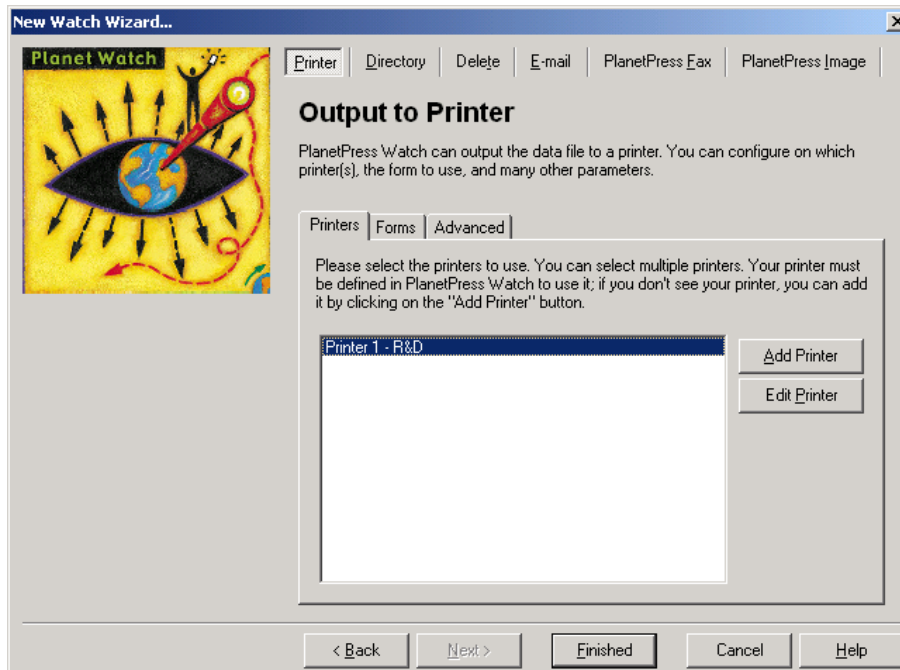 New Watch Wizard...
Planet Watch
Printer Directory Delete E-mail PlanetPress Fax PlanetPress Image
Output to Printer
PlanetPress Watch can output the data file to a printer. You can configure on which
printer(s), the form to use, and many other parameters.
Printers Forms Advanced
Please select the printers to use. You can select multiple printers. Your printer must
be defined in PlanetPress Watch to use it; if you don't see your printer, you can add
it by clicking on the "Add Printer" button.
Printer 1 - R&D
Add Printer
Edit Printer
< Back Next > Finished Cancel Help